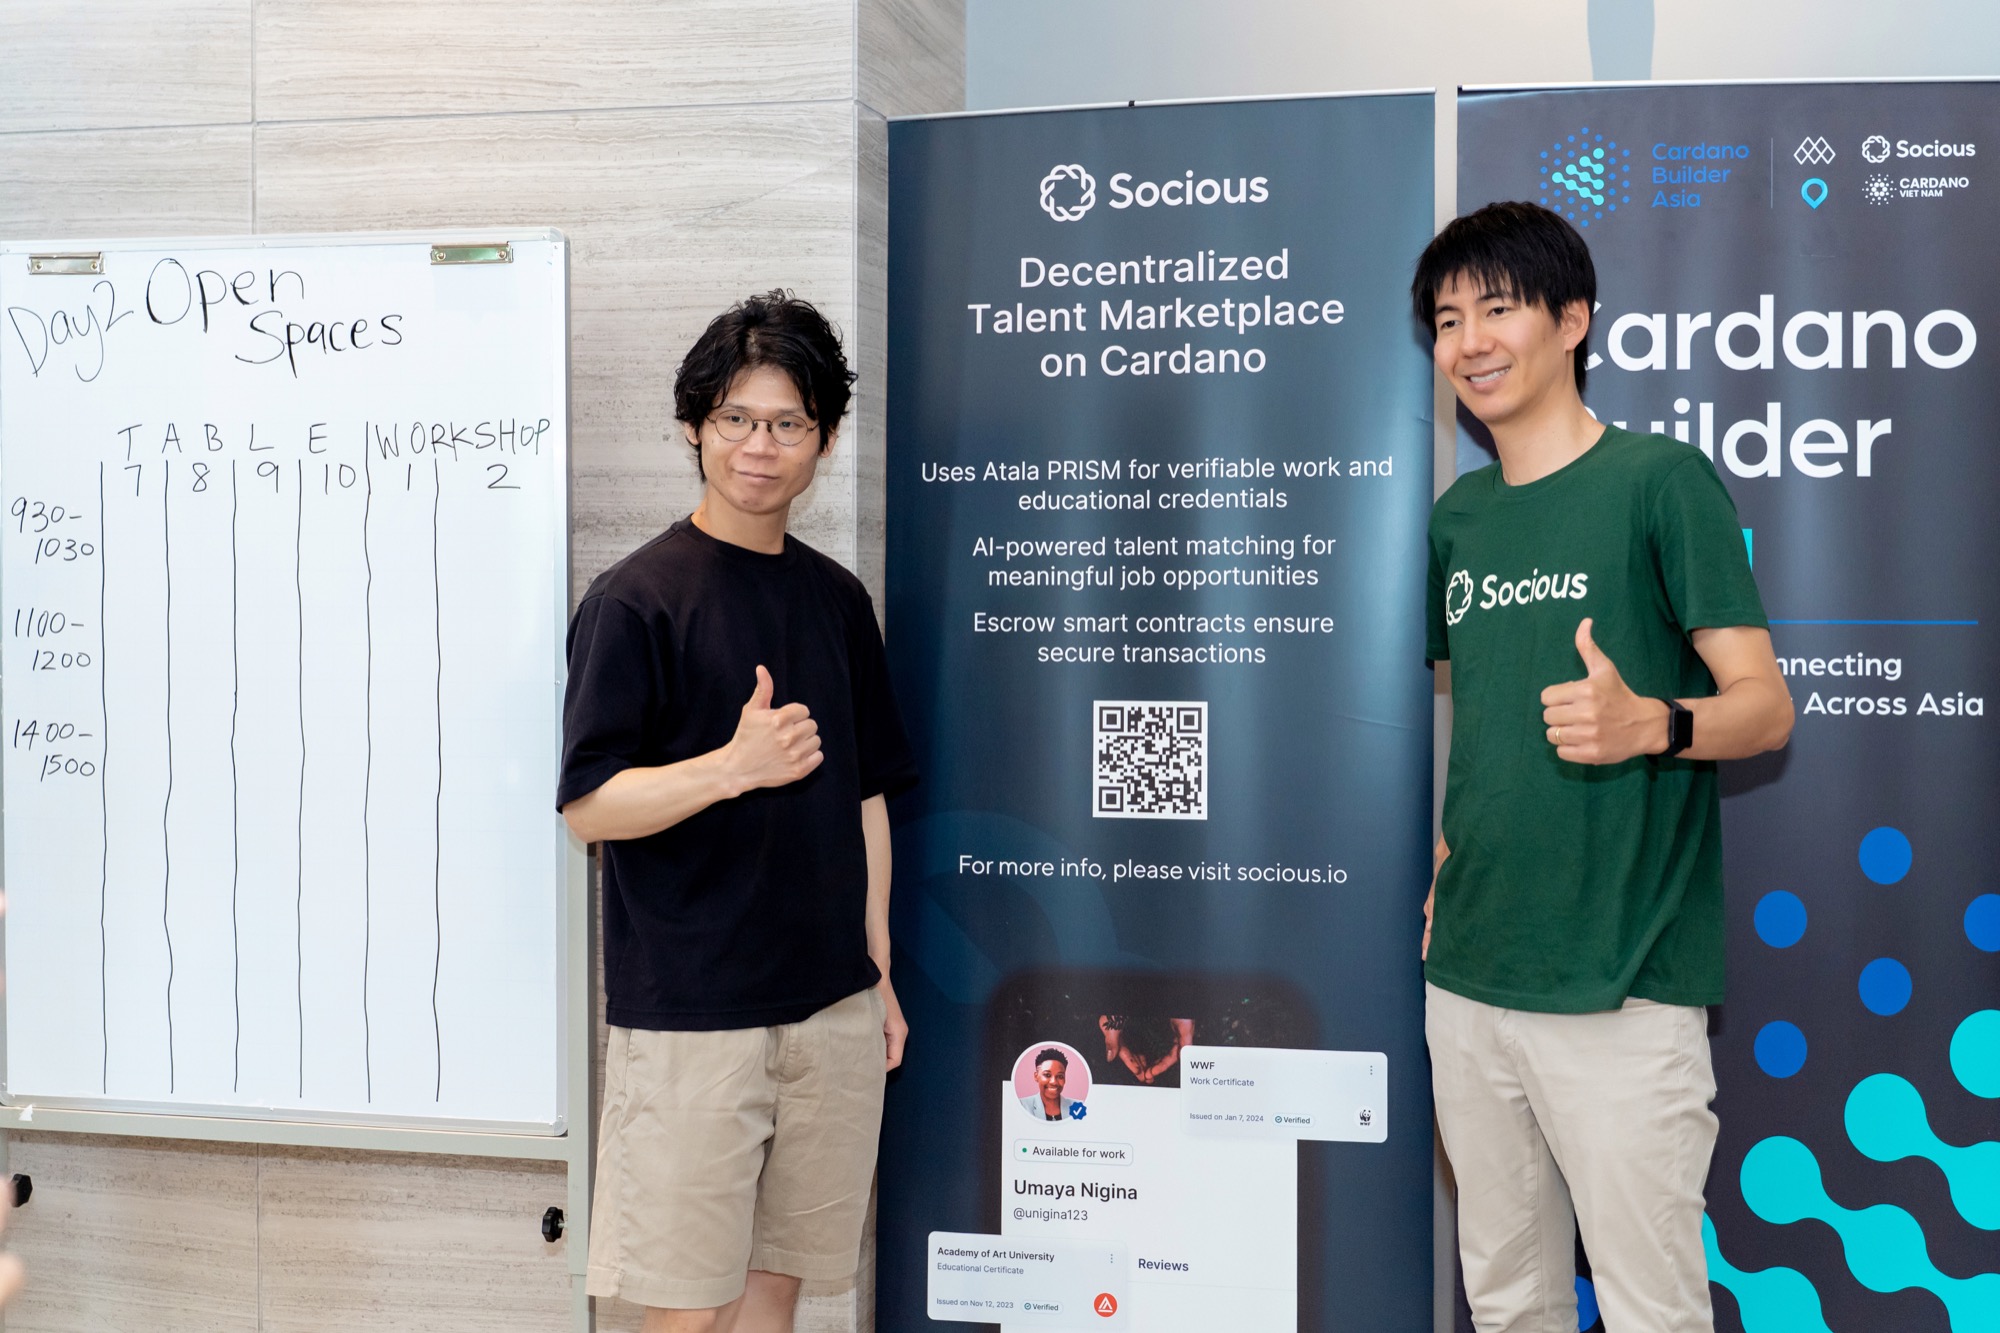 Day2 Open
Spaces
TABLE WORKSHOP
7 8 9 10 1 2
930-
1030
1100-
1200
1400-
1500
Socious
Decentralized
Talent Marketplace
on Cardano
Uses Atala PRISM for verifiable work and
educational credentials
AI-powered talent matching for
meaningful job opportunities
Escrow smart contracts ensure
secure transactions
For more info, please visit socious.io
WWF
Work Certificate
Issued on Jan 7, 2024 Verified
WWF
Available for work
Umaya Nigina
@unigina123
Academy of Art University
Educational Certificate
Issued on Nov 12, 2023 Verified
Reviews
Socious
Cardano
Builder
Asia
Socious
CARDANO
VIET NAM
ardano
uilder
nnecting
Across Asia